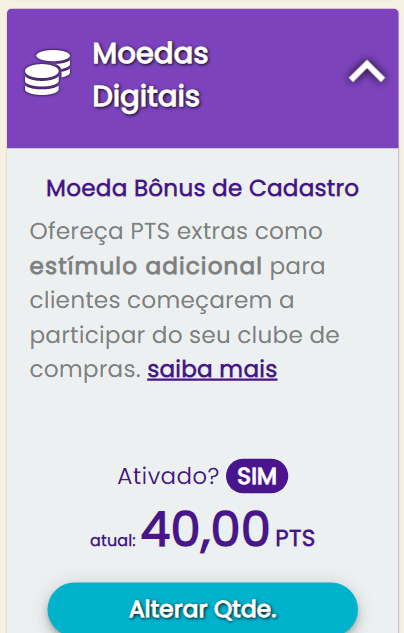 Moedas
Digitais
Moeda Bônus de Cadastro
Ofereça PTS extras como
estímulo adicional para
clientes começarem a
participar do seu clube de
compras. saiba mais
Ativado? SIM
atual: 40,00 PTS
Alterar Qtde.